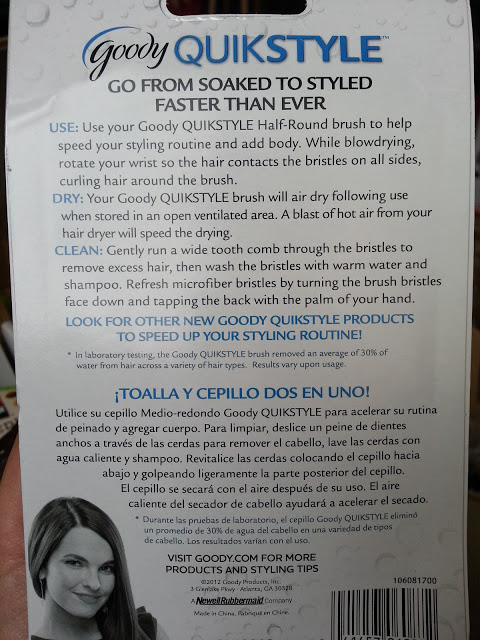 goody QUIKSTYLE™
GO FROM SOAKED TO STYLED
FASTER THAN EVER
USE: Use your Goody QUIKSTYLE Half-Round brush to help
speed your styling routine and add body. While blowdrying,
rotate your wrist so the hair contacts the bristles on all sides,
curling hair around the brush.
DRY: Your Goody QUIKSTYLE brush will air dry following use
when stored in an open ventilated area. A blast of hot air from your
hair dryer will speed the drying.
CLEAN: Gently run a wide tooth comb through the bristles to
remove excess hair, then wash the bristles with warm water and
shampoo. Refresh microfiber bristles by turning the brush bristles
face down and tapping the back with the palm of your hand.
LOOK FOR OTHER NEW GOODY QUIKSTYLE PRODUCTS
TO SPEED UP YOUR STYLING ROUTINE!
* In laboratory testing, the Goody QUIKSTYLE brush removed an average of 30% of
water from hair across a variety of hair types. Results vary upon usage.
¡TOALLA Y CEPILLO DOS EN UNO!
Utilice su cepillo Medio-redondo Goody QUIKSTYLE para acelerar su rutina
de peinado y agregar cuerpo. Para limpiar, deslice un peine de dientes
anchos a través de las cerdas para remover el cabello, lave las cerdas con
agua caliente y shampoo. Revitalice las cerdas colocando el cepillo hacia
abajo y golpeando ligeramente la parte posterior del cepillo.
El cepillo se secará con el aire después de su uso. El aire
caliente del secador de cabello ayudará a acelerar el secado.
* Durante las pruebas de laboratorio, el cepillo Goody QUIKSTYLE eliminó
un promedio de 30% de agua del cabello en una variedad de tipos
de cabello. Los resultados varían con el uso.
VISIT GOODY.COM FOR MORE
PRODUCTS AND STYLING TIPS
©2012 Goody Products, Inc.
3 Glenlake Pkwy · Atlanta, GA 30328
A NewellRubbermaid Company
Made in China. Fabriqué en Chine.
106081700